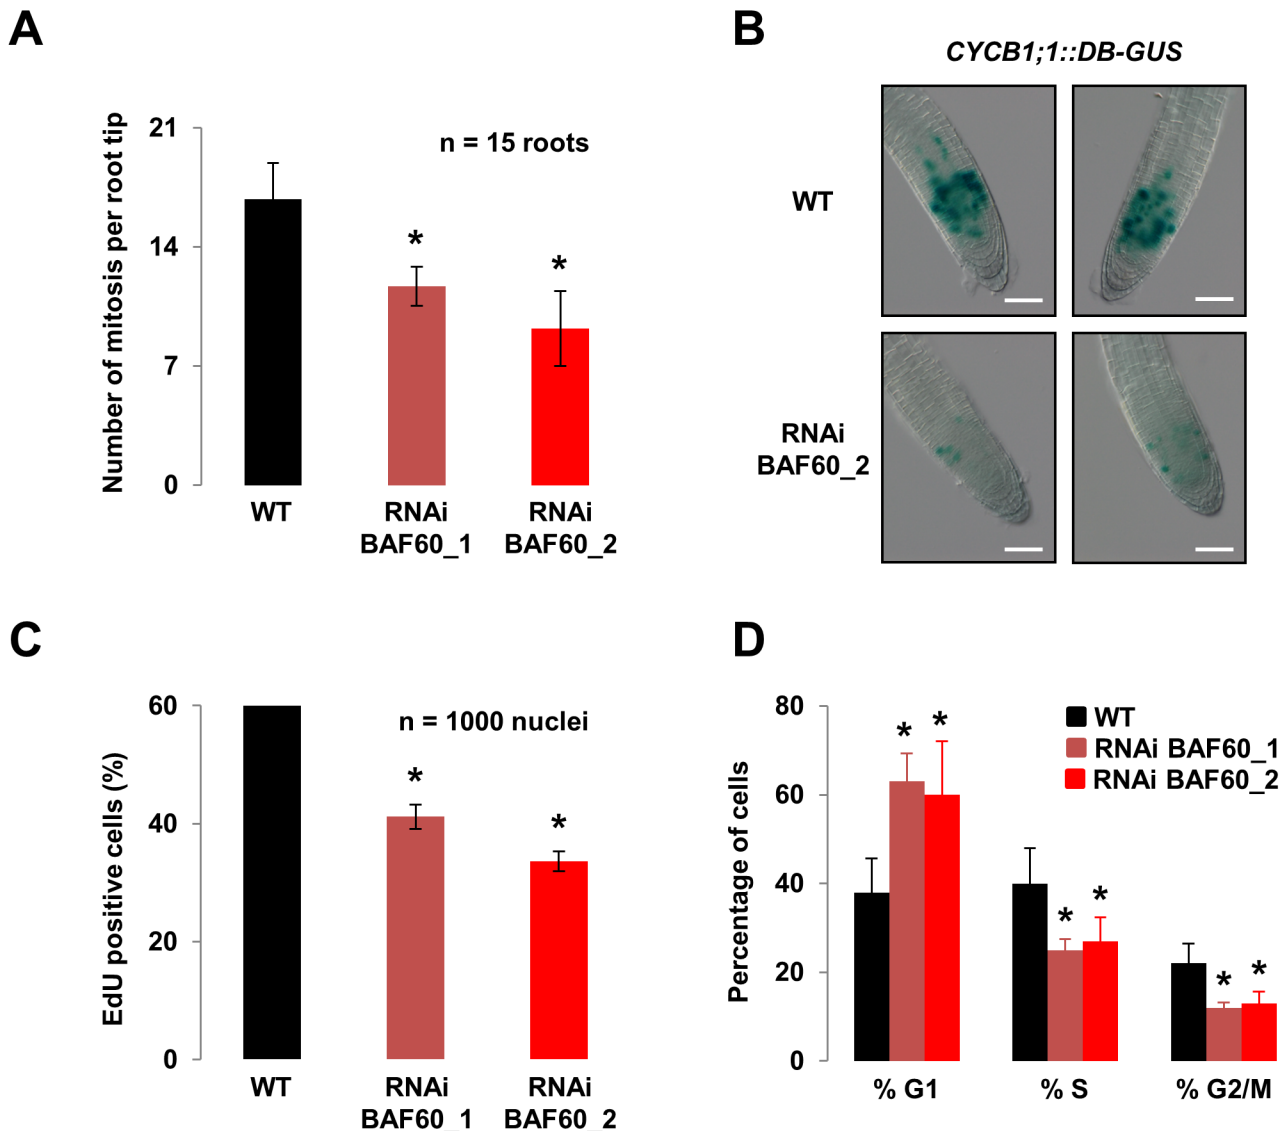 A
Number of mitosis per root tip
21
14
7
0
n = 15 roots
*
*
WT
RNAi
BAF60_1
RNAi
BAF60_2
B
CYCB1;1::DB-GUS
WT
RNAi
BAF60_2
C
EdU positive cells (%)
60
40
20
0
n = 1000 nuclei
*
*
WT
RNAi
BAF60_1
RNAi
BAF60_2
D
Percentage of cells
80
60
40
20
0
WT
RNAi BAF60_1
RNAi BAF60_2
* *
* *
* *
% G1
% S
% G2/M